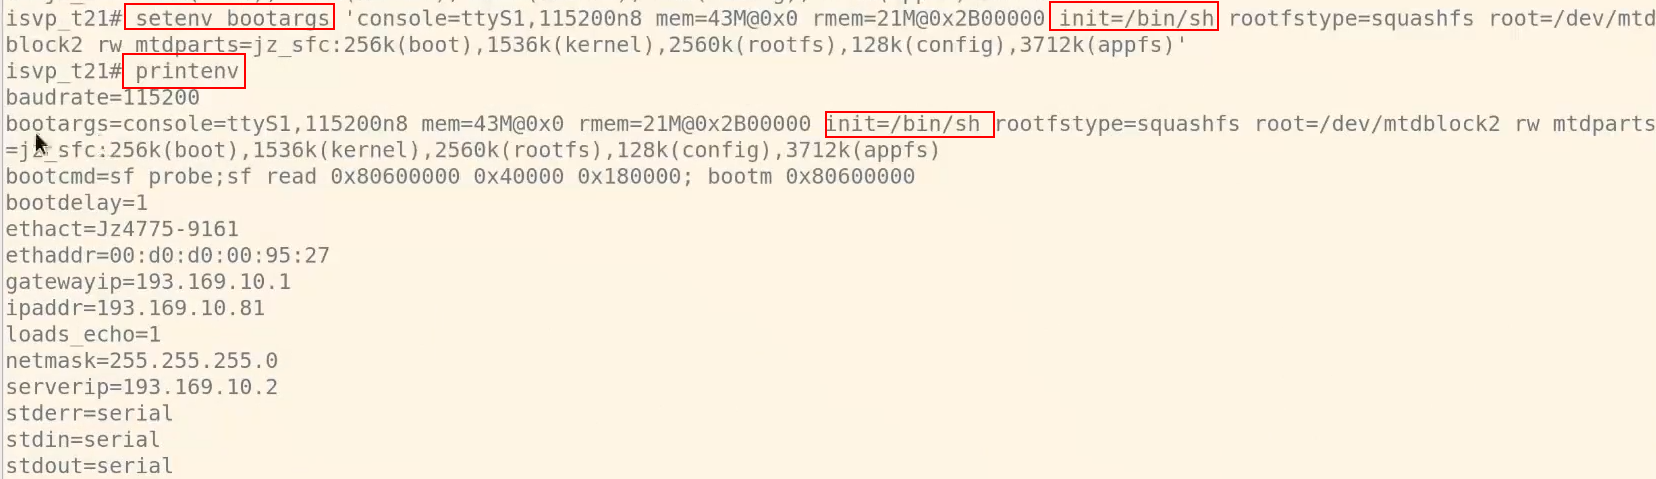 isvp_t21# setenv bootargs 'console=ttyS1,115200n8 mem=43M@0x0 rmem=21M@0x2B00000 init=/bin/sh rootfstype=squashfs root=/dev/mtd
block2 rw mtdparts=jz_sfc:256k(boot),1536k(kernel),2560k(rootfs),128k(config),3712k(appfs)'
isvp_t21# printenv
baudrate=115200
bootargs=console=ttyS1,115200n8 mem=43M@0x0 rmem=21M@0x2B00000 init=/bin/sh rootfstype=squashfs root=/dev/mtdblock2 rw mtdparts
=jz_sfc:256k(boot),1536k(kernel),2560k(rootfs),128k(config),3712k(appfs)
bootcmd=sf probe;sf read 0x80600000 0x40000 0x180000; bootm 0x80600000
bootdelay=1
ethact=Jz4775-9161
ethaddr=00:d0:d0:00:95:27
gatewayip=193.169.10.1
ipaddr=193.169.10.81
loads_echo=1
netmask=255.255.255.0
serverip=193.169.10.2
stderr=serial
stdin=serial
stdout=serial